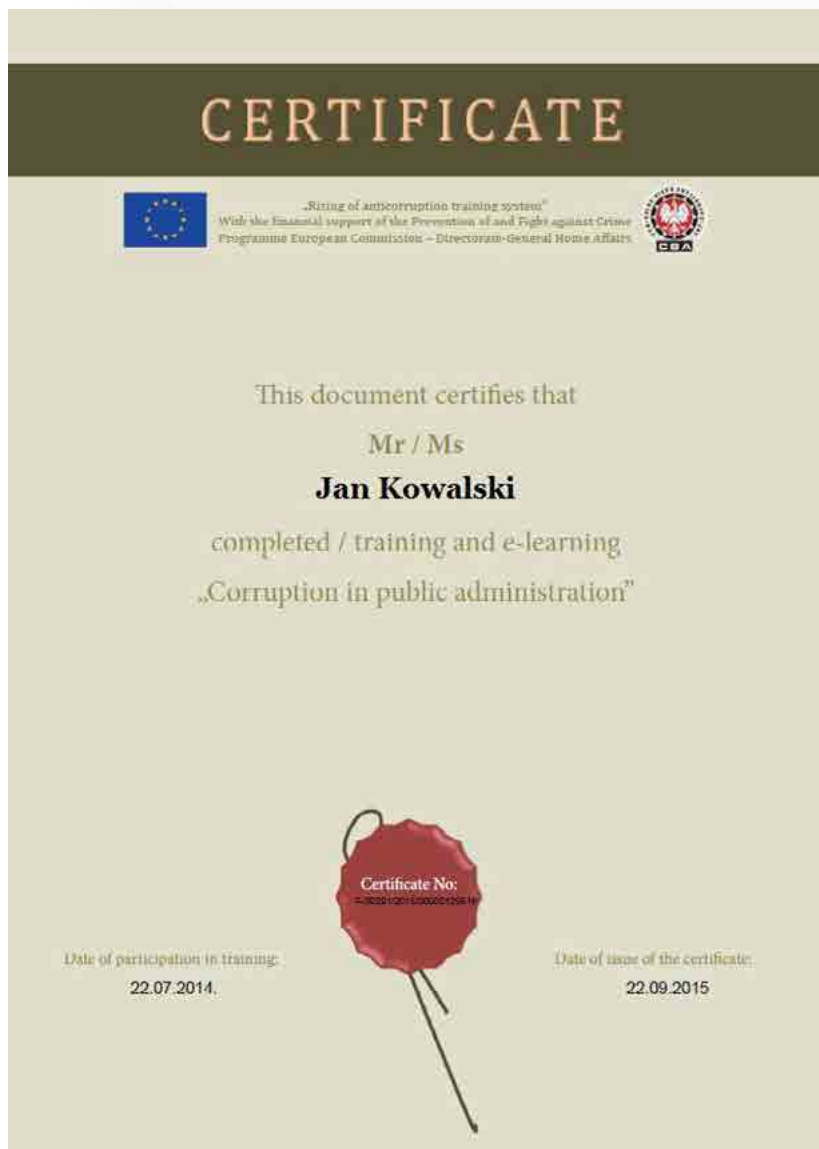 CERTIFICATE
„Rizing of anticorruption training system”
With the financial support of the Prevention of and Fight against Crime
Programme European Commission – Directorate-General Home Affairs
CBA
This document certifies that
Mr / Ms
Jan Kowalski
completed / training and e-learning
„Corruption in public administration”
Certificate No:
Date of participation in training:
22.07.2014.
Date of issue of the certificate:
22.09.2015